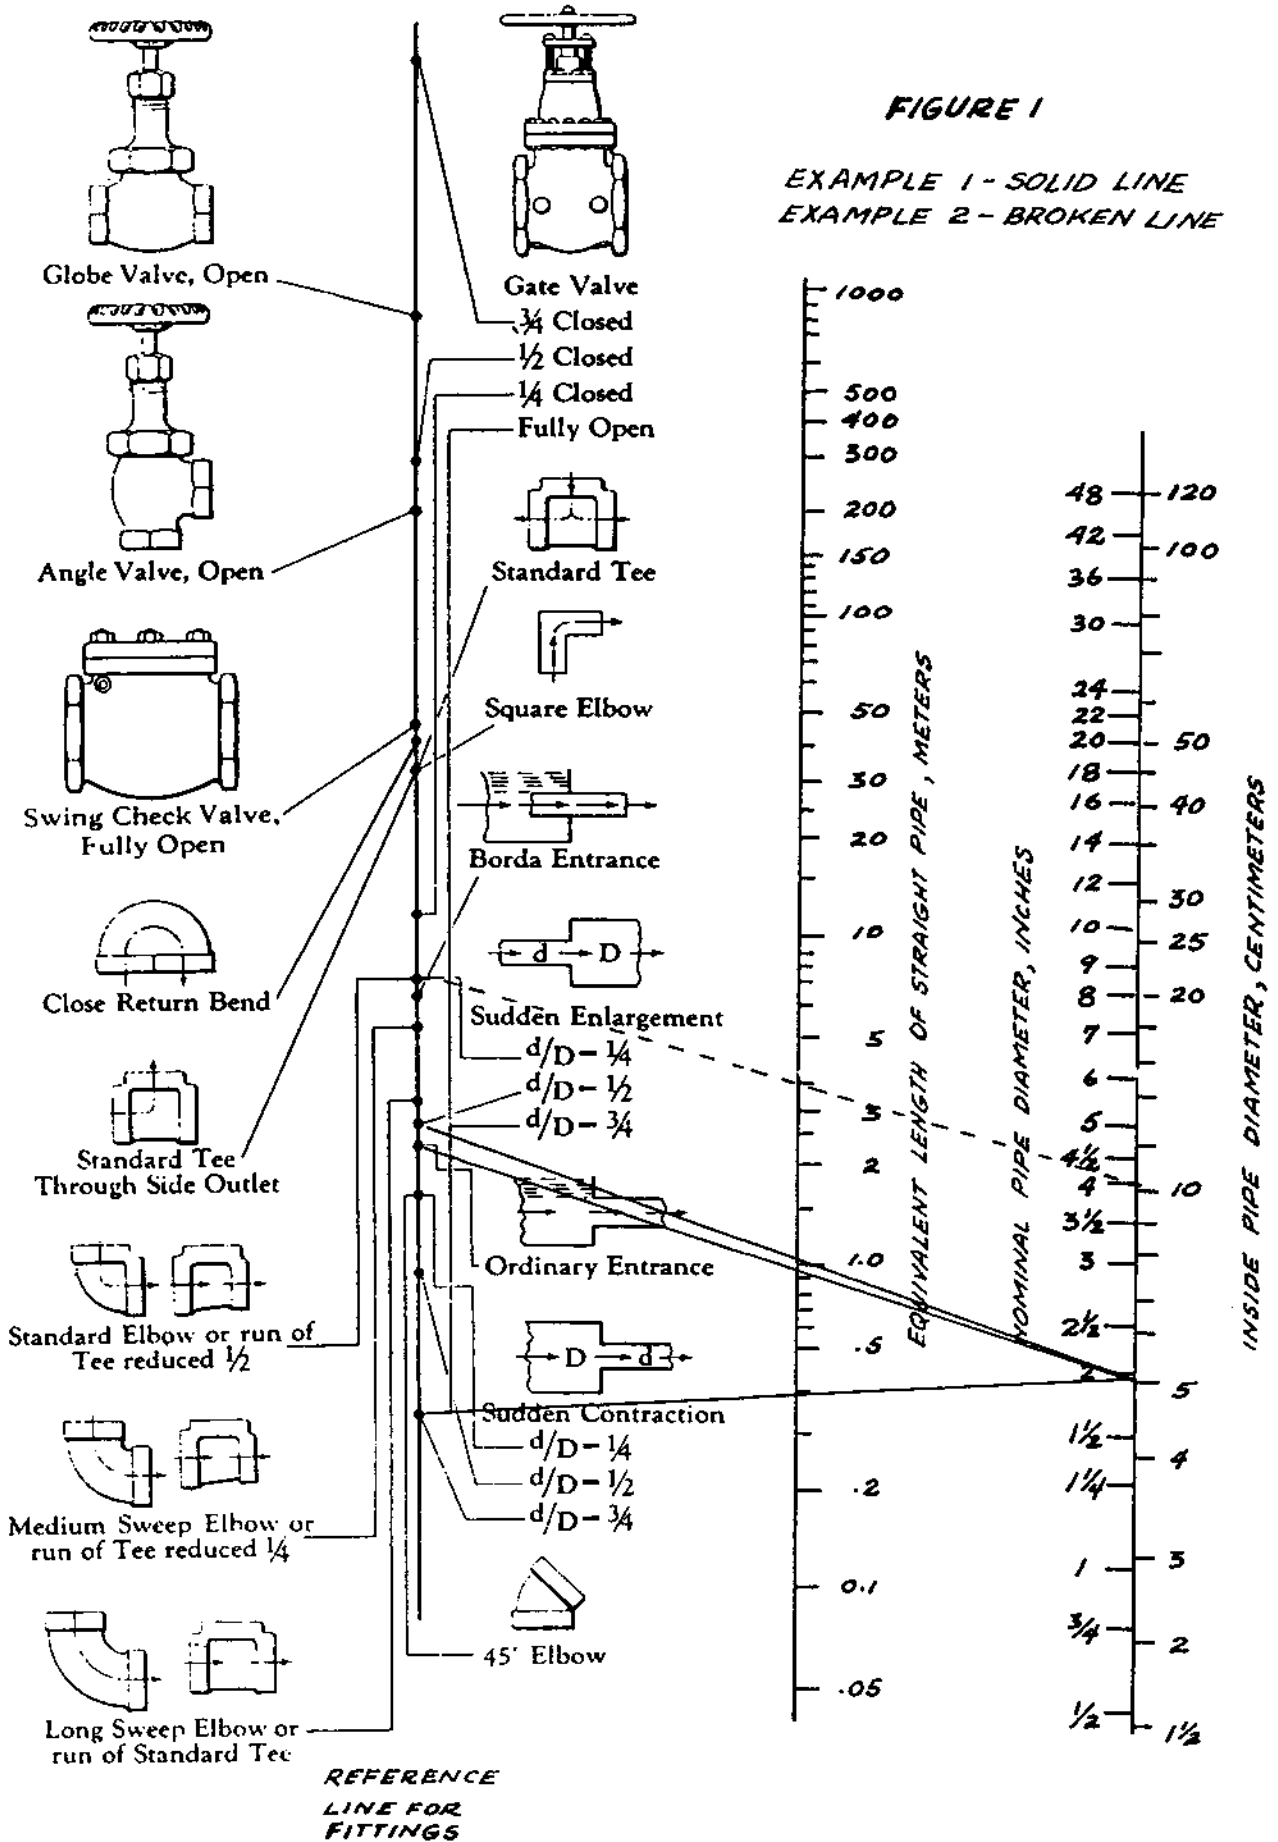 FIGURE 1
EXAMPLE 1 - SOLID LINE
EXAMPLE 2 - BROKEN LINE
Globe Valve, Open
Angle Valve, Open
Swing Check Valve,
Fully Open
Close Return Bend
Standard Tee
Through Side Outlet
Standard Elbow or run of
Tee reduced ½
Medium Sweep Elbow or
run of Tee reduced ¼
Long Sweep Elbow or
run of Standard Tee
REFERENCE
LINE FOR
FITTINGS
Gate Valve
¾ Closed
½ Closed
¼ Closed
Fully Open
Standard Tee
Square Elbow
Borda Entrance
d D
Sudden Enlargement
d/D - ¼
d/D - ½
d/D - ¾
Ordinary Entrance
D d
Sudden Contraction
d/D - ¼
d/D - ½
d/D - ¾
45° Elbow
1000
500
400
300
200
150
100
50
30
20
10
5
3
2
1.0
.5
.2
0.1
.05
EQUIVALENT LENGTH OF STRAIGHT PIPE, METERS
48
42
36
30
24
22
20
18
16
14
12
10
9
8
7
6
5
4½
4
3½
3
2½
2
1½
1¼
1
¾
½
NOMINAL PIPE DIAMETER, INCHES
120
100
50
40
30
25
20
10
5
4
3
2
1½
INSIDE PIPE DIAMETER, CENTIMETERS